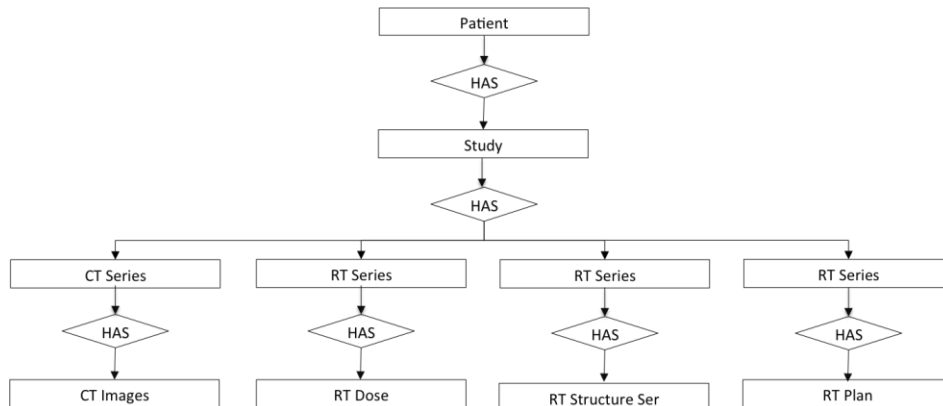 Patient
HAS
Study
HAS
CT Series
RT Series
RT Series
RT Series
HAS
HAS
HAS
HAS
CT Images
RT Dose
RT Structure Ser
RT Plan